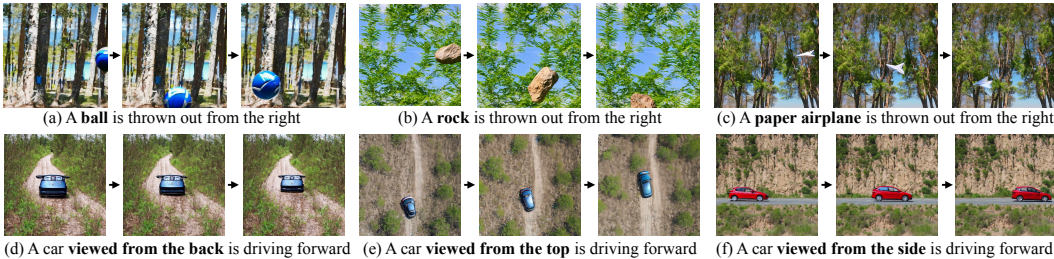 (a) A ball is thrown out from the right
(b) A rock is thrown out from the right
(c) A paper airplane is thrown out from the right
(d) A car viewed from the back is driving forward
(e) A car viewed from the top is driving forward
(f) A car viewed from the side is driving forward